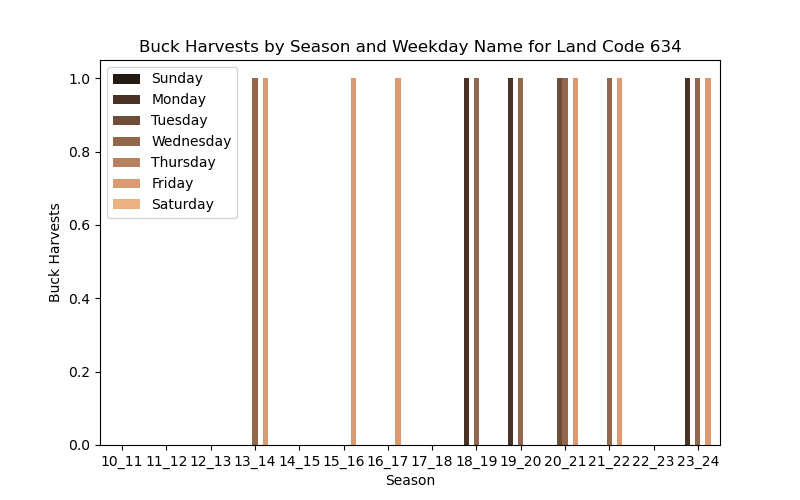 Buck Harvests by Season and Weekday Name for Land Code 634
Sunday
Monday
Tuesday
Wednesday
Thursday
Friday
Saturday
Buck Harvests
1.0
0.8
0.6
0.4
0.2
0.0
10_11 11_12 12_13 13_14 14_15 15_16 16_17 17_18 18_19 19_20 20_21 21_22 22_23 23_24
Season